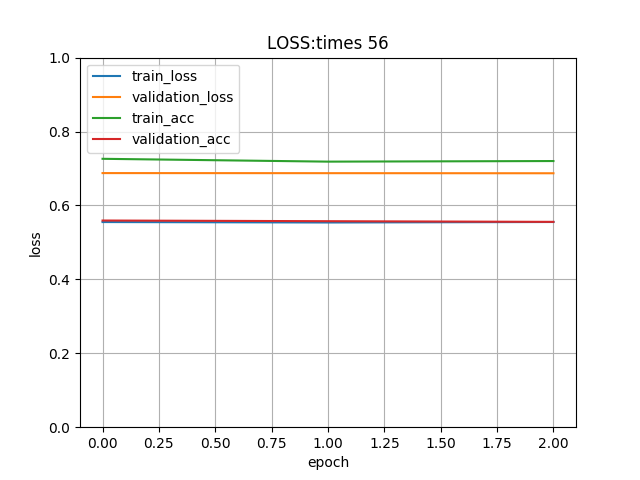 LOSS:times 56
1.0
0.8
0.6
0.4
0.2
0.0
loss
train_loss
validation_loss
train_acc
validation_acc
0.00 0.25 0.50 0.75 1.00 1.25 1.50 1.75 2.00
epoch